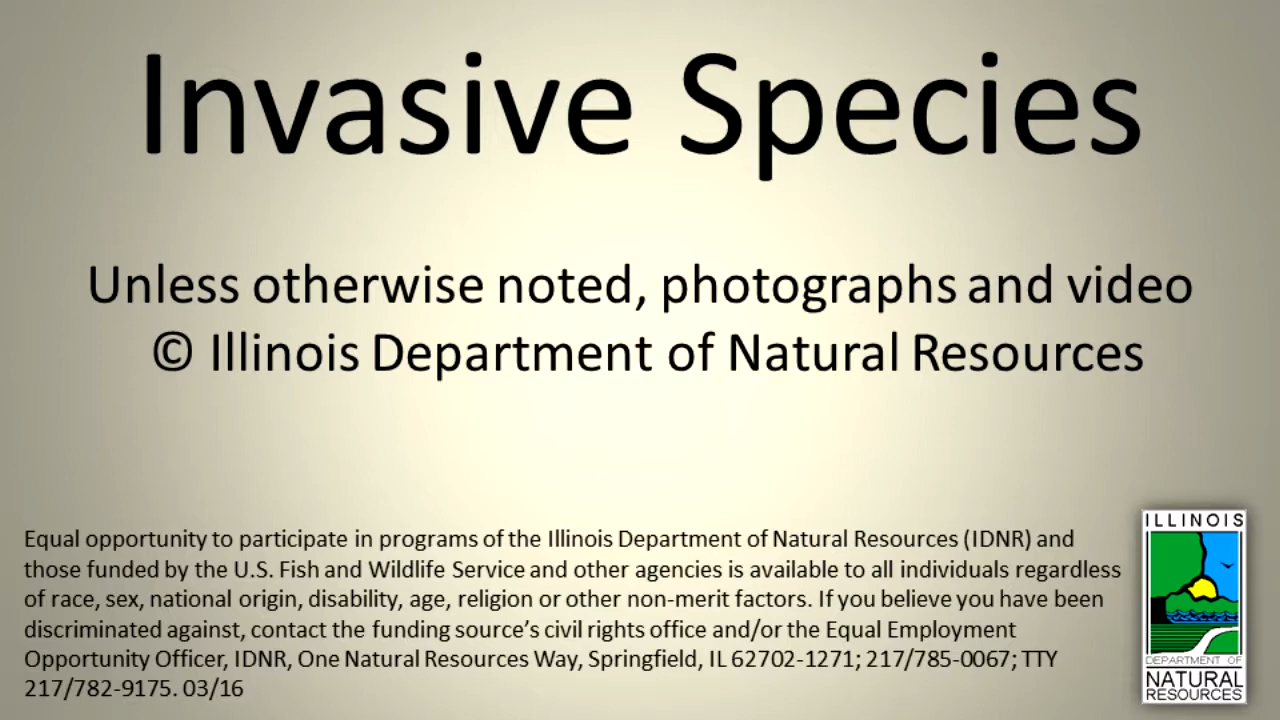 Invasive Species
Unless otherwise noted, photographs and video
© Illinois Department of Natural Resources
Equal opportunity to participate in programs of the Illinois Department of Natural Resources (IDNR) and
those funded by the U.S. Fish and Wildlife Service and other agencies is available to all individuals regardless
of race, sex, national origin, disability, age, religion or other non-merit factors. If you believe you have been
discriminated against, contact the funding source's civil rights office and/or the Equal Employment
Opportunity Officer, IDNR, One Natural Resources Way, Springfield, IL 62702-1271; 217/785-0067; TTY
217/782-9175. 03/16
ILLINOIS
DEPARTMENT OF
NATURAL
RESOURCES